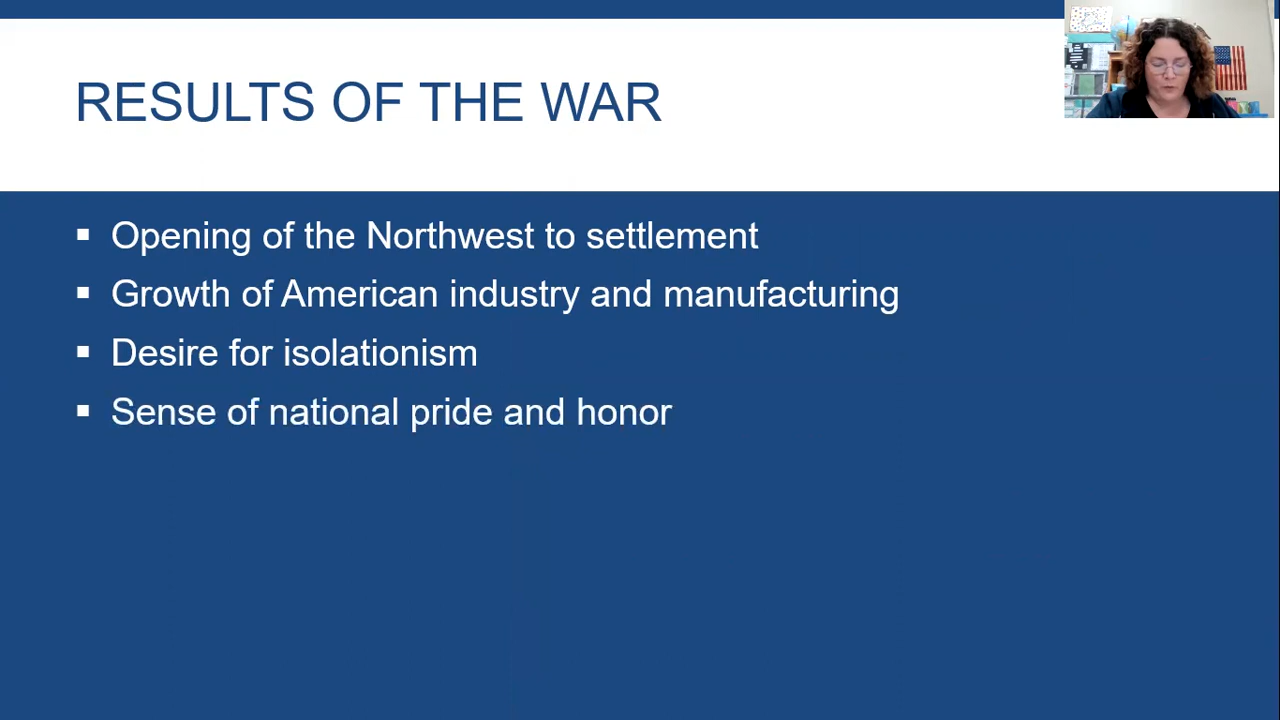 RESULTS OF THE WAR
▪ Opening of the Northwest to settlement
▪ Growth of American industry and manufacturing
▪ Desire for isolationism
▪ Sense of national pride and honor